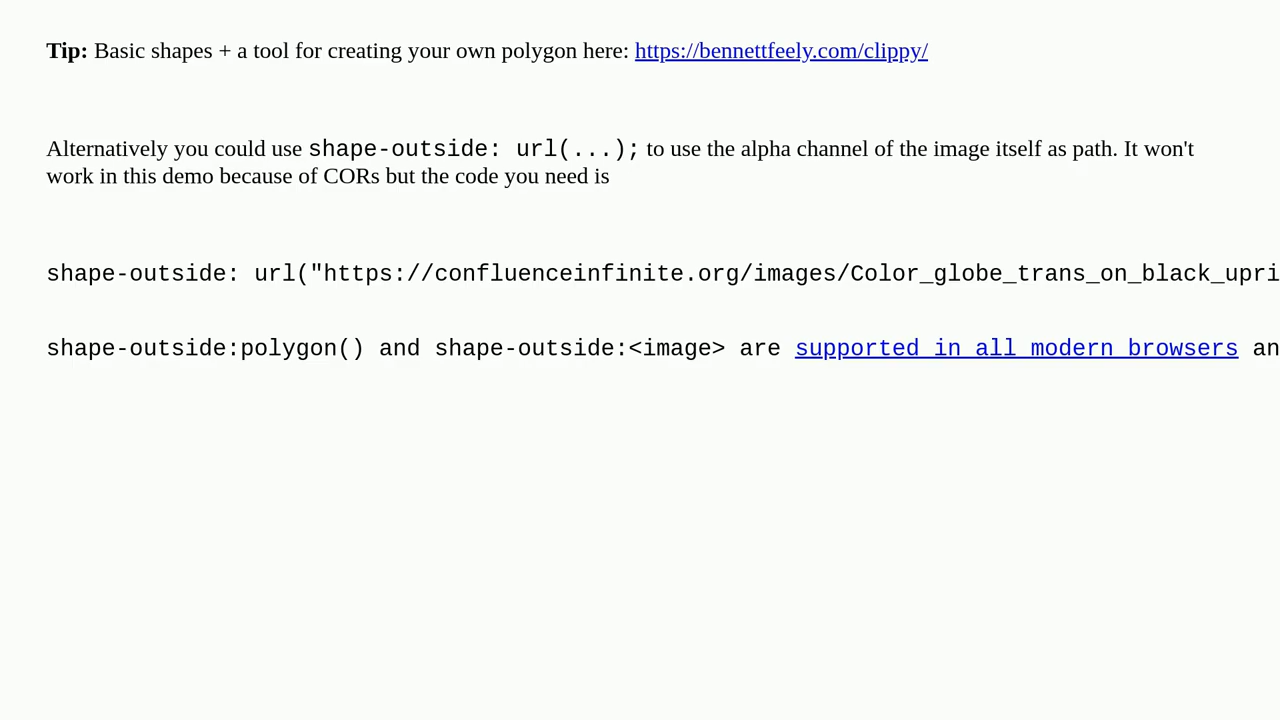 Tip: Basic shapes + a tool for creating your own polygon here: https://bennettfeely.com/clippy/
Alternatively you could use shape-outside: url(...); to use the alpha channel of the image itself as path. It won't
work in this demo because of CORs but the code you need is
shape-outside: url("https://confluenceinfinite.org/images/Color_globe_trans_on_black_upri
shape-outside:polygon() and shape-outside:<image> are supported in all modern browsers an